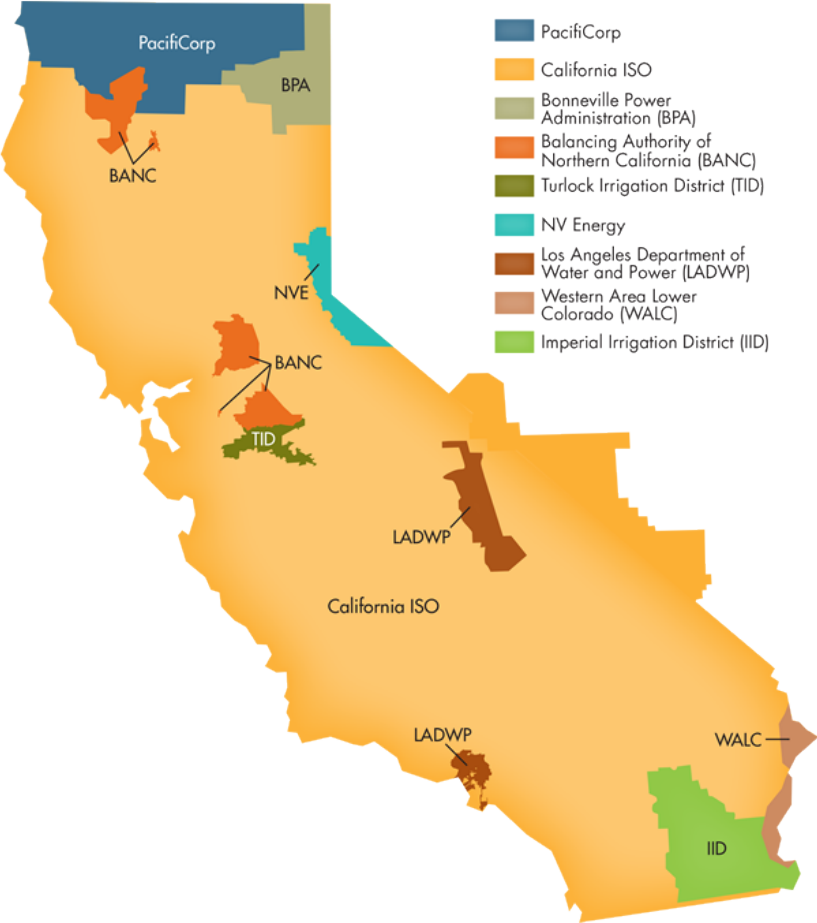 PacifiCorp
BPA
BANC
NVE
BANC
TID
LADWP
California ISO
LADWP
WALC
IID
PacifiCorp
California ISO
Bonneville Power
Administration (BPA)
Balancing Authority of
Northern California (BANC)
Turlock Irrigation District (TID)
NV Energy
Los Angeles Department of
Water and Power (LADWP)
Western Area Lower
Colorado (WALC)
Imperial Irrigation District (IID)